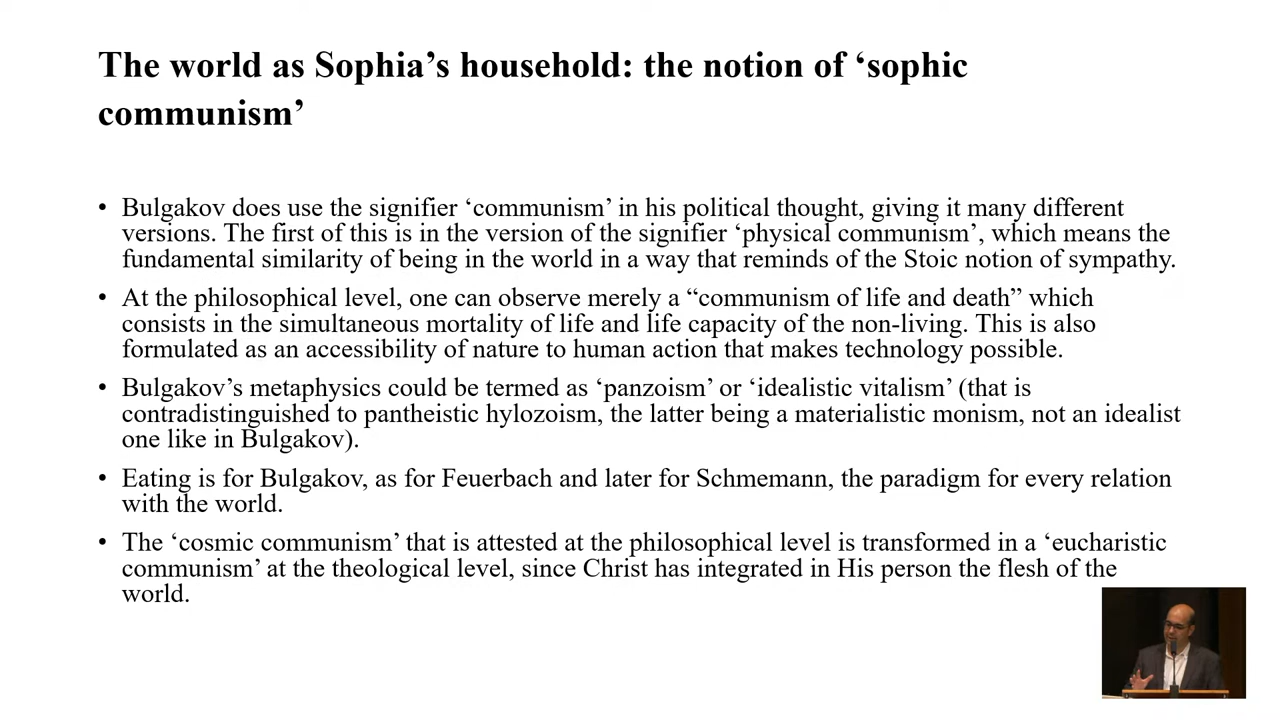 The world as Sophia’s household: the notion of ‘sophic
communism’
• Bulgakov does use the signifier ‘communism’ in his political thought, giving it many different
versions. The first of this is in the version of the signifier ‘physical communism’, which means the
fundamental similarity of being in the world in a way that reminds of the Stoic notion of sympathy.
• At the philosophical level, one can observe merely a “communism of life and death” which
consists in the simultaneous mortality of life and life capacity of the non-living. This is also
formulated as an accessibility of nature to human action that makes technology possible.
• Bulgakov’s metaphysics could be termed as ‘panzoism’ or ‘idealistic vitalism’ (that is
contradistinguished to pantheistic hylozoism, the latter being a materialistic monism, not an idealist
one like in Bulgakov).
• Eating is for Bulgakov, as for Feuerbach and later for Schmemann, the paradigm for every relation
with the world.
• The ‘cosmic communism’ that is attested at the philosophical level is transformed in a ‘eucharistic
communism’ at the theological level, since Christ has integrated in His person the flesh of the
world.